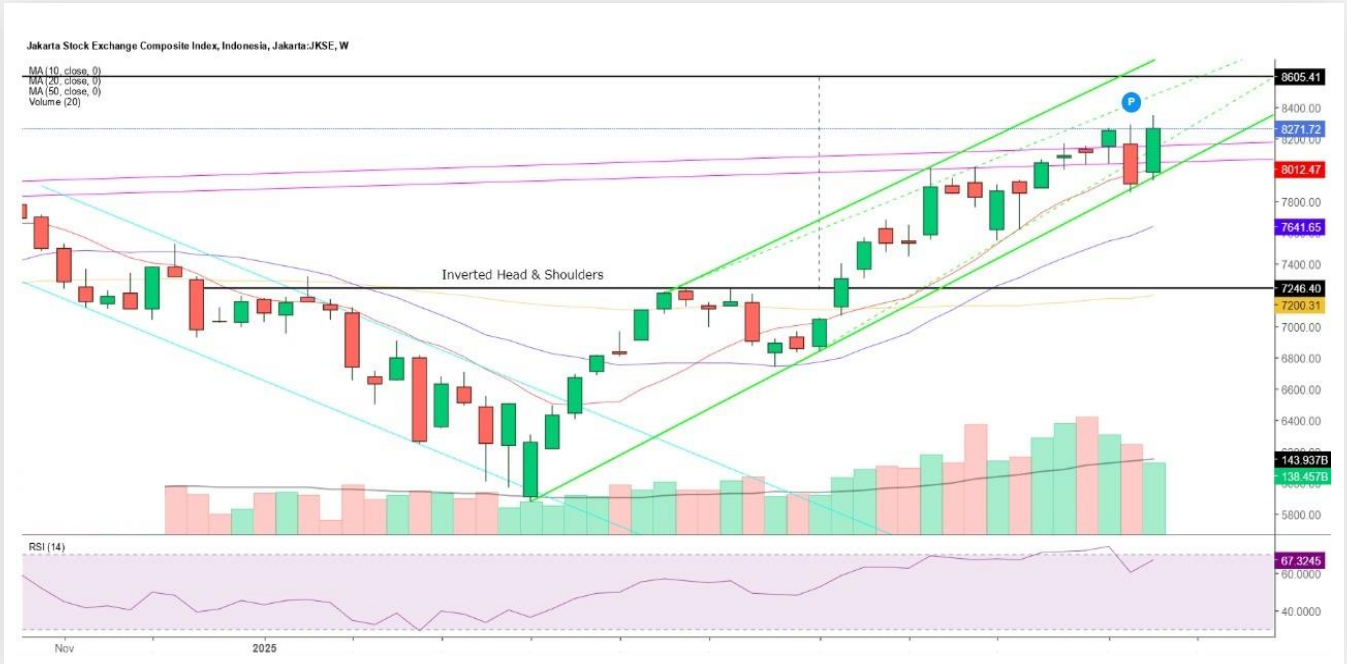 Jakarta Stock Exchange Composite Index, Indonesia, Jakarta:JKSE, W
MA (10, close, 0)
MA (20, close, 0)
MA (50, close, 0)
Volume (20)
8605.41
P
8400.00
8271.72
8200.00
8012.47
7800.00
7641.65
Inverted Head & Shoulders
7400.00
7246.40
7200.31
7000.00
6800.00
6600.00
6400.00
143.937B
138.457B
5800.00
RSI (14)
67.3245
60.0000
40.0000
Nov 2025